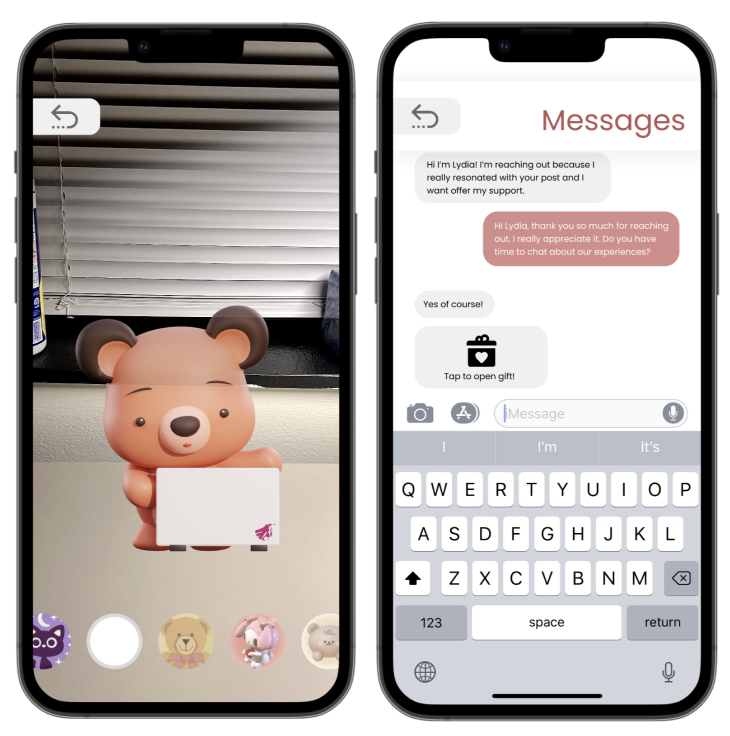 Messages
Hi I'm Lydia! I'm reaching out because I
really resonated with your post and I
want offer my support.
Hi Lydia, thank you so much for reaching
out. I really appreciate it. Do you have
time to chat about our experiences?
Yes of course!
Tap to open gift!
iMessage
I I'm It's
Q W E R T Y U I O P
A S D F G H J K L
Z X C V B N M
123 space return